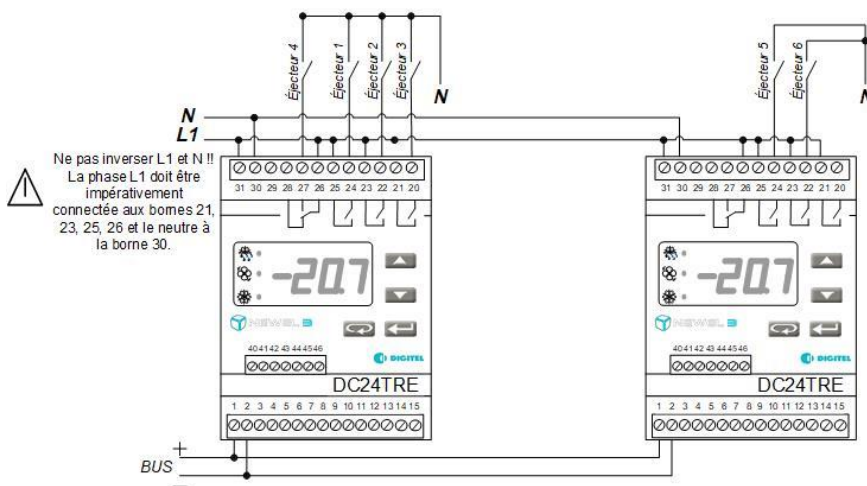 Éjecteur 4
Éjecteur 1
Éjecteur 2
Éjecteur 3
N
Éjecteur 5
Éjecteur 6
N
N
L1
Ne pas inverser L1 et N !!
La phase L1 doit être
impérativement
connectée aux bornes 21,
23, 25, 26 et le neutre à
la borne 30.
31 30 29 28 27 26 25 24 23 22 21 20
31 30 29 28 27 26 25 24 23 22 21 20
-20.7
-20.7
NEWEL 3
NEWEL 3
40 41 42 43 44 45 46
40 41 42 43 44 45 46
DIGITEL
DIGITEL
DC24TRE
DC24TRE
1 2 3 4 5 6 7 8 9 10 11 12 13 14 15
1 2 3 4 5 6 7 8 9 10 11 12 13 14 15
+
BUS